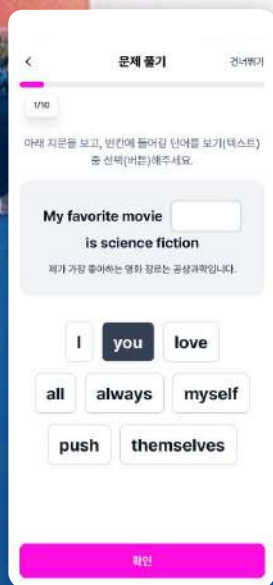 문제 풀기 건너뛰기
1/10
아래 지문을 보고, 빈칸에 들어갈 단어를 보기(텍스트)
중 선택(버튼)해주세요.
My favorite movie
is science fiction
제가 가장 좋아하는 영화 장르는 공상과학입니다.
I you love
all always myself
push themselves
확인